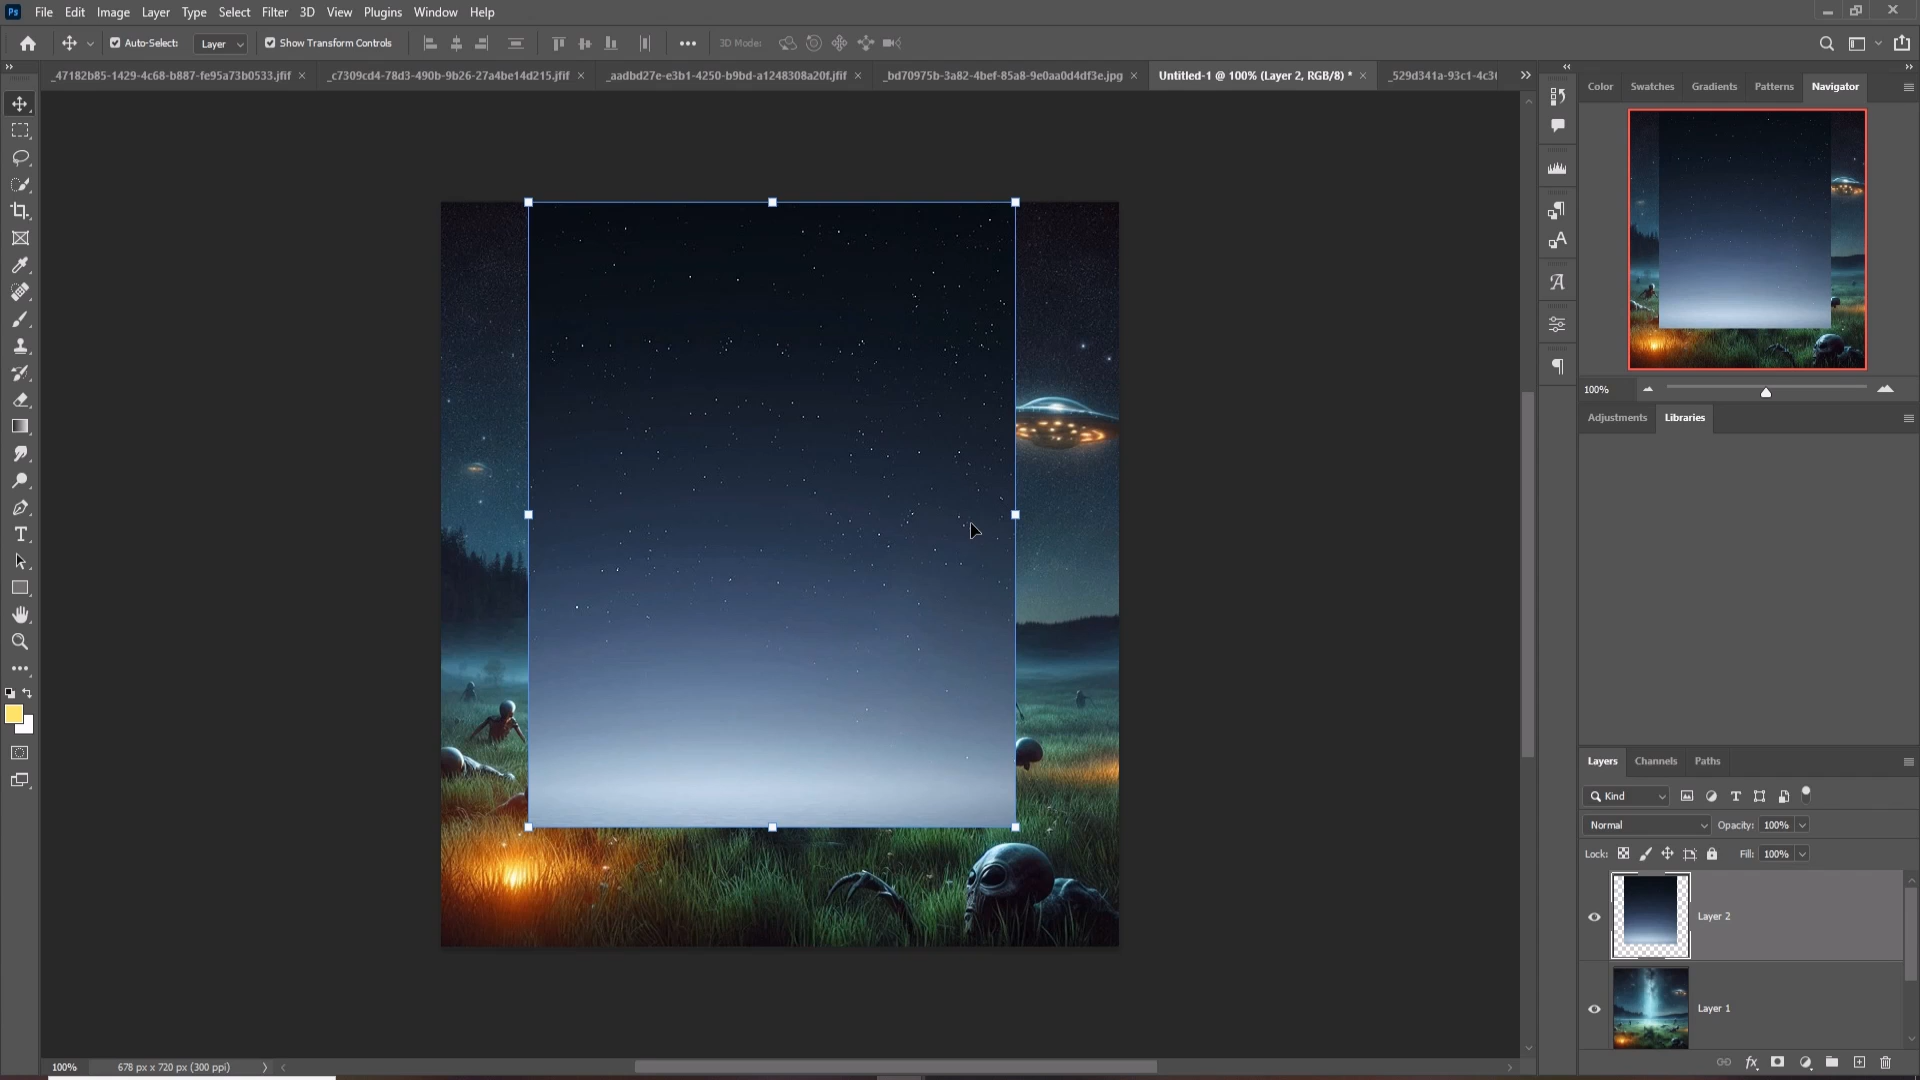 Ps File Edit Image Layer Type Select Filter 3D View Plugins Window Help
Auto-Select: Layer Show Transform Controls 3D Mode:
_47182b85-1429-4c68-b887-fe95a73b0533.jfif × _c7309cd4-78d3-490b-9b26-27a4be14d215.jfif × _aadbd27e-e3b1-4250-b9bd-a1248308a20f.jfif × _bd70975b-3a82-4bef-85a8-9e0aa0d4df3e.jpg × Untitled-1 @ 100% (Layer 2, RGB/8) * × _529d341a-93c1-4c3
Color Swatches Gradients Patterns Navigator
100%
Adjustments Libraries
Layers Channels Paths
Kind
Normal Opacity: 100%
Lock: Fill: 100%
Layer 2
Layer 1
100% 678 px x 720 px (300 ppi)